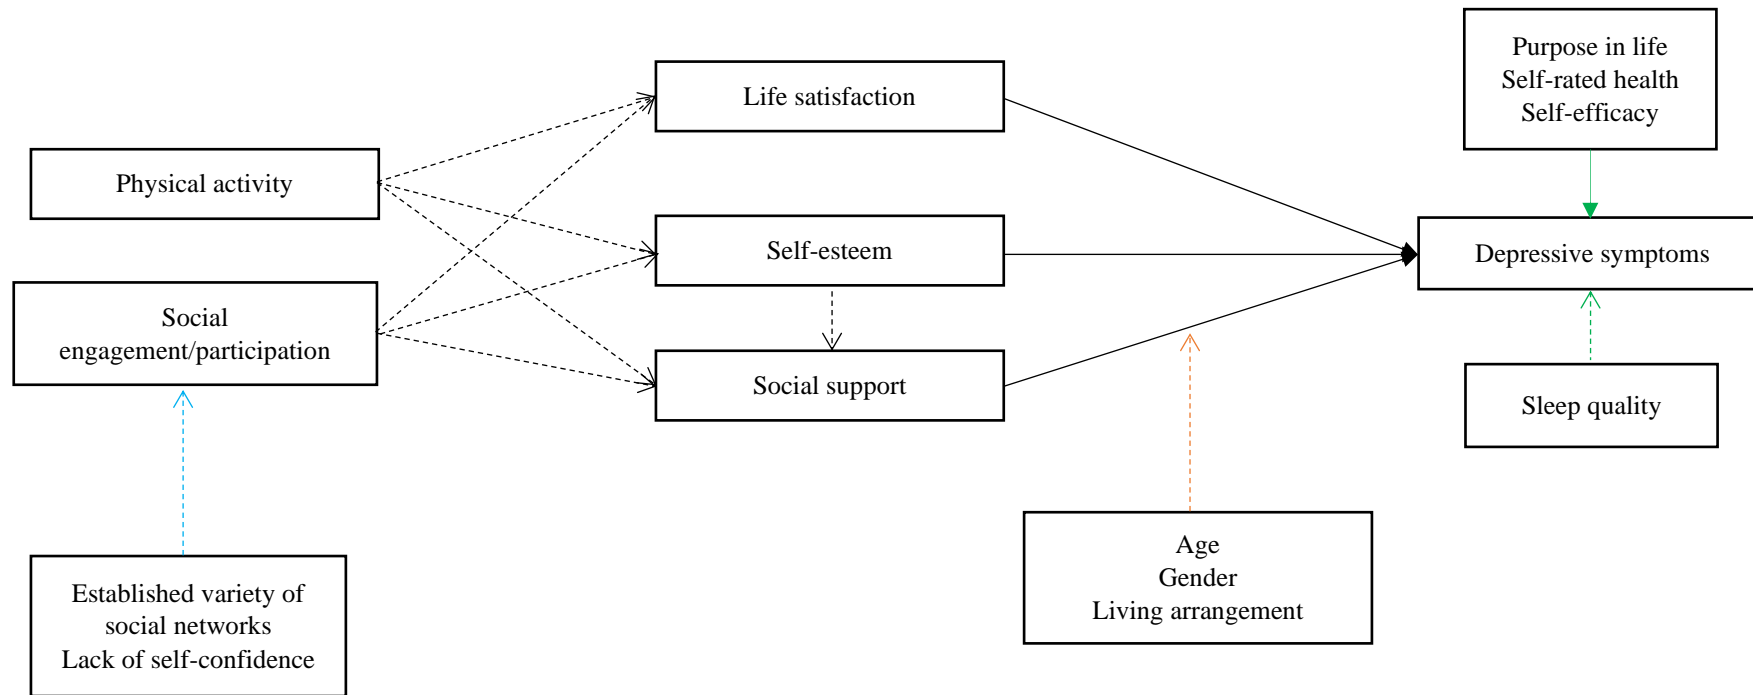 Purpose in life
Self-rated health
Self-efficacy
Life satisfaction
Physical activity
Self-esteem
Depressive symptoms
Social
engagement/participation
Social support
Sleep quality
Age
Gender
Living arrangement
Established variety of
social networks
Lack of self-confidence